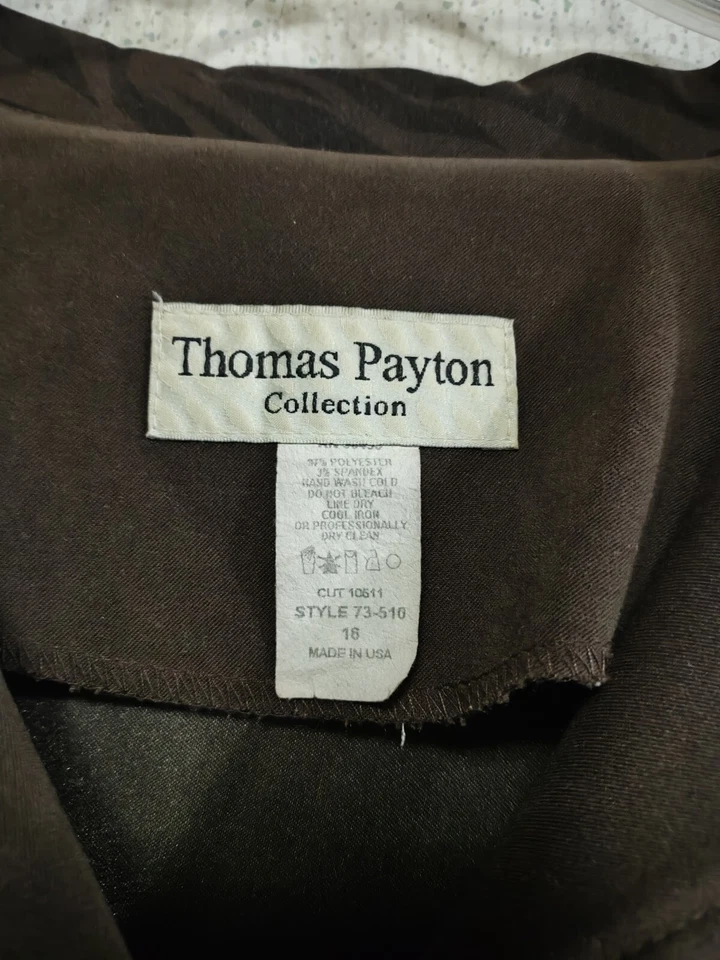 Thomas Payton
Collection
97% POLYESTER
3% SPANDEX
HAND WASH COLD
DO NOT BLEACH
LINE DRY
COOL IRON
OR PROFESSIONALLY
DRY CLEAN
CUT 10611
STYLE 73-510
16
MADE IN USA